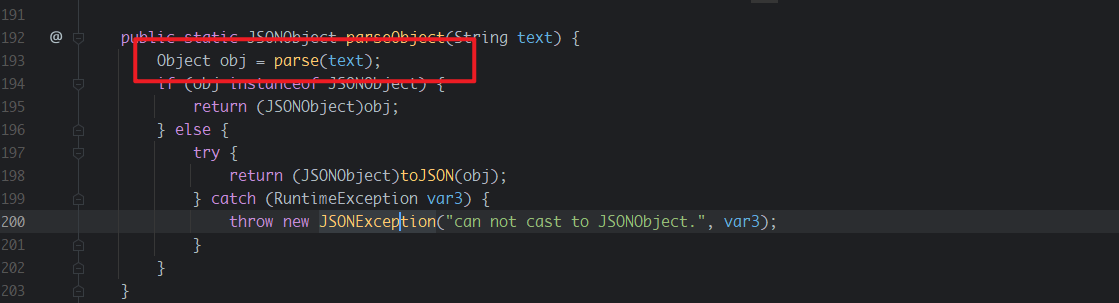 191
192 @ public static JSONObject parseObject(String text) {
193 Object obj = parse(text);
194 if (obj instanceof JSONObject) {
195 return (JSONObject)obj;
196 } else {
197 try {
198 return (JSONObject)toJSON(obj);
199 } catch (RuntimeException var3) {
200 throw new JSONException("can not cast to JSONObject.", var3);
201 }
202 }
203 }